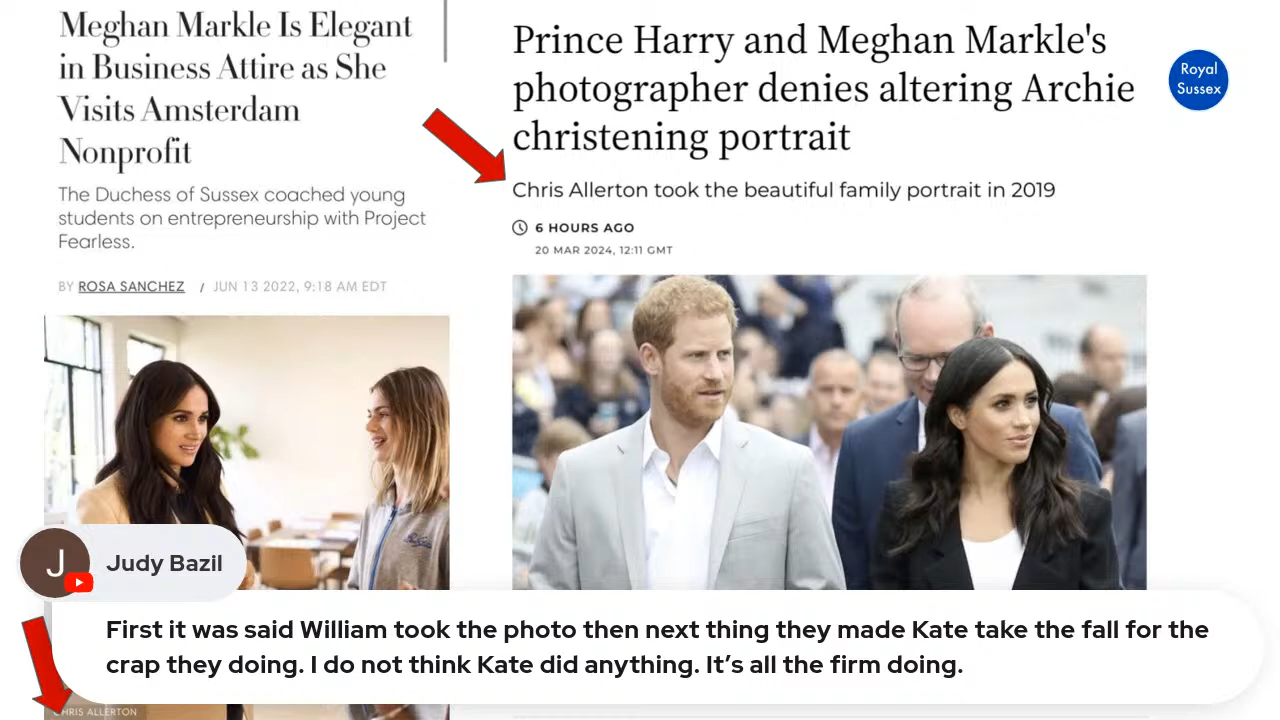 Meghan Markle Is Elegant
in Business Attire as She
Visits Amsterdam
Nonprofit
The Duchess of Sussex coached young
students on entrepreneurship with Project
Fearless.
BY ROSA SANCHEZ / JUN 13 2022, 9:18 AM EDT
Prince Harry and Meghan Markle's
photographer denies altering Archie
christening portrait
Chris Allerton took the beautiful family portrait in 2019
6 HOURS AGO
20 MAR 2024, 12:11 GMT
Royal
Sussex
J
Judy Bazil
First it was said William took the photo then next thing they made Kate take the fall for the
crap they doing. I do not think Kate did anything. It’s all the firm doing.
CHRIS ALLERTON